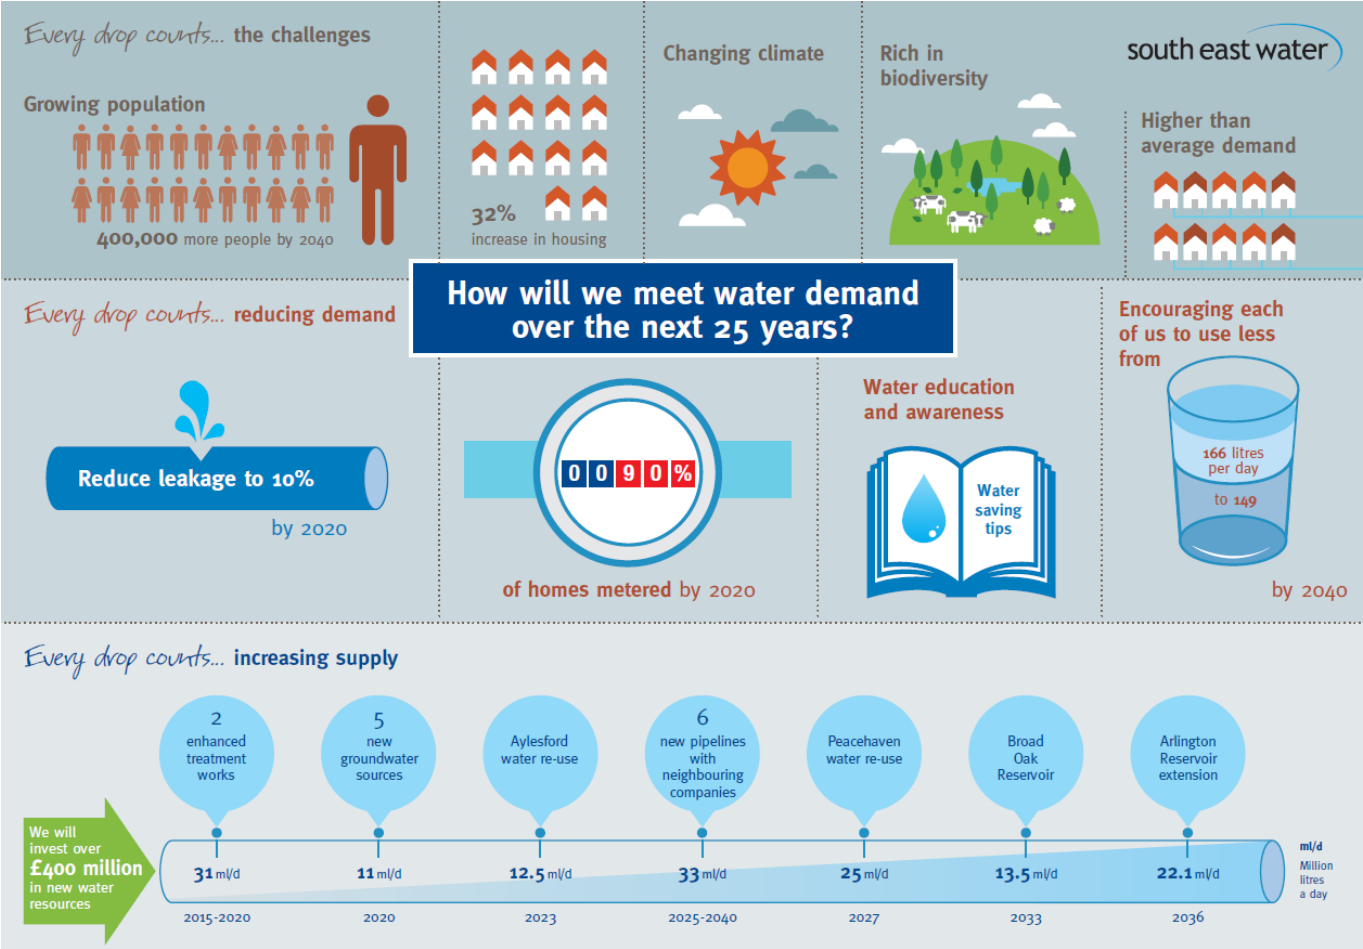 Every drop counts... the challenges
Growing population
400,000 more people by 2040
32%
increase in housing
Changing climate
Rich in
biodiversity
south east water
Higher than
average demand
How will we meet water demand
over the next 25 years?
Every drop counts... reducing demand
Reduce leakage to 10%
by 2020
0 0 9 0 %
of homes metered by 2020
Water education
and awareness
Water
saving
tips
Encouraging each
of us to use less
from
166 litres
per day
to 149
by 2040
Every drop counts... increasing supply
We will
invest over
£400 million
in new water
resources
2
enhanced
treatment
works
31 ml/d
2015-2020
5
new
groundwater
sources
11 ml/d
2020
Aylesford
water re-use
12.5 ml/d
2023
6
new pipelines
with
neighbouring
companies
33 ml/d
2025-2040
Peacehaven
water re-use
25 ml/d
2027
Broad
Oak
Reservoir
13.5 ml/d
2033
Arlington
Reservoir
extension
22.1 ml/d
2036
ml/d
Million
litres
a day